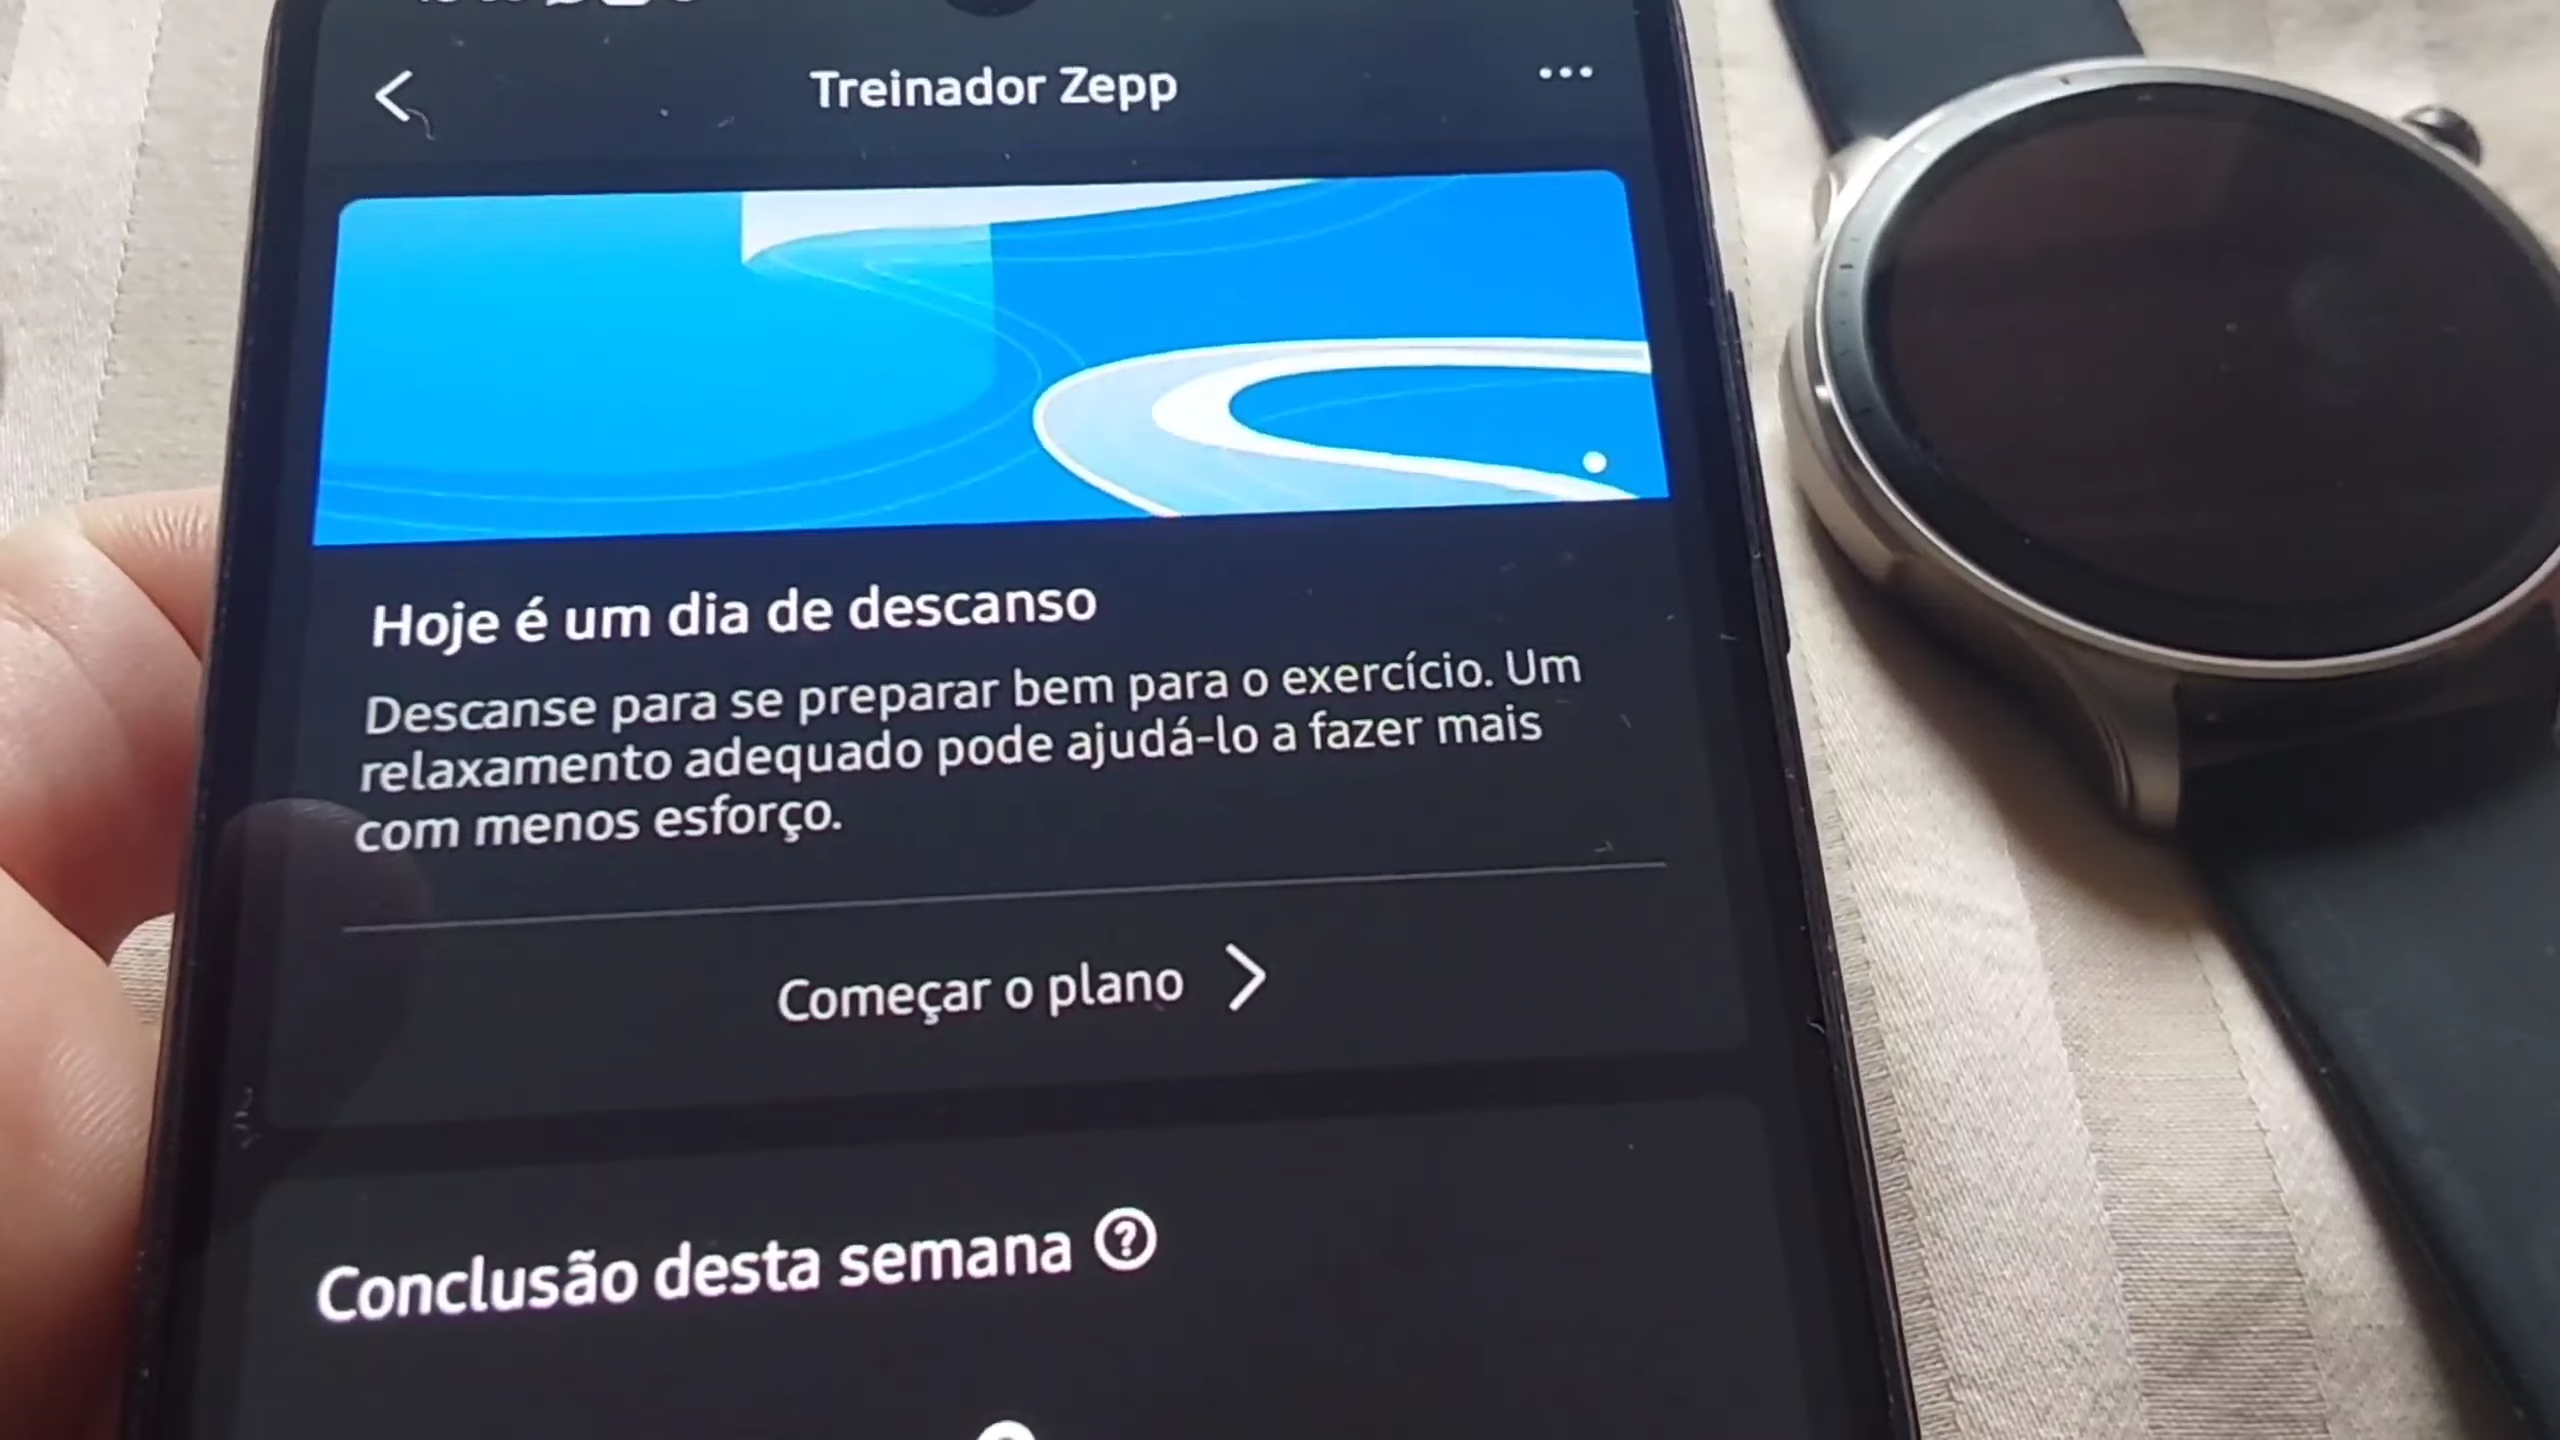 Treinador Zepp
Hoje é um dia de descanso
Descanse para se preparar bem para o exercício. Um
relaxamento adequado pode ajudá-lo a fazer mais
com menos esforço.
Começar o plano
Conclusão desta semana